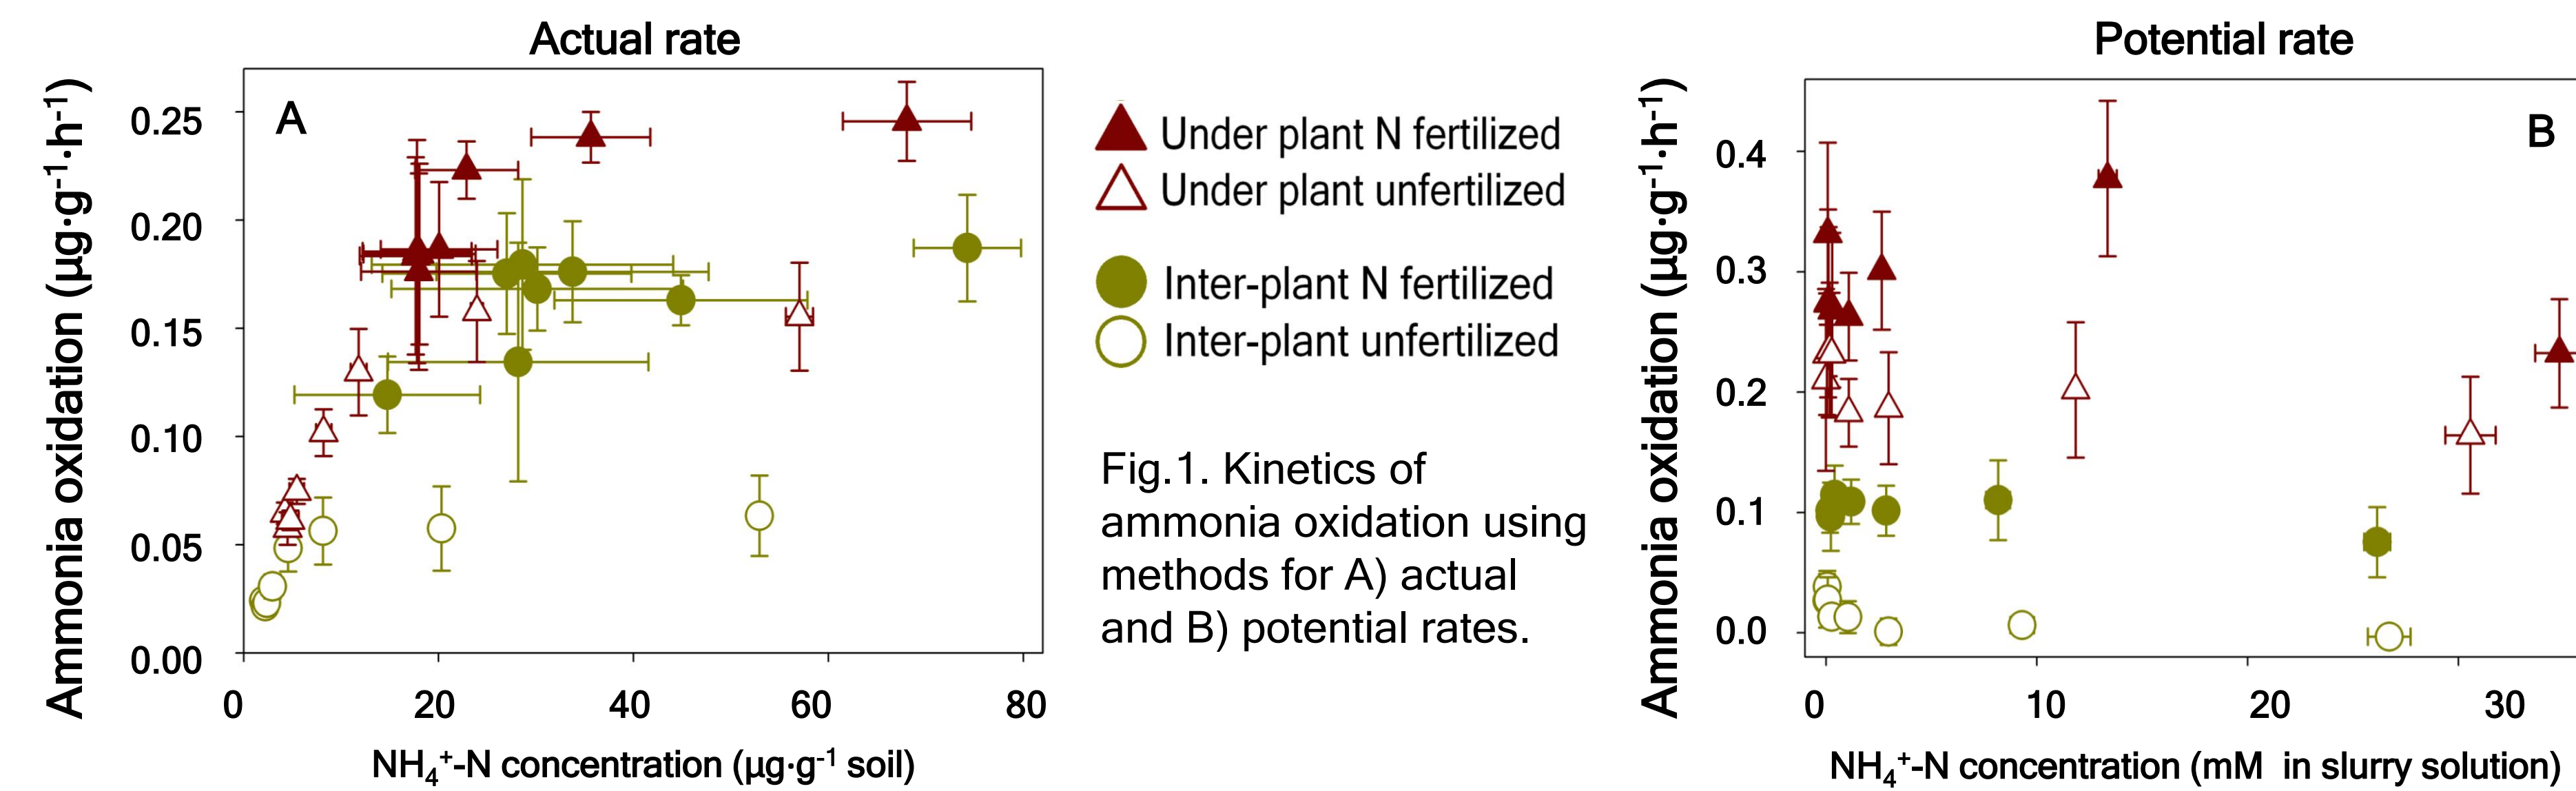 Actual rate
A
Ammonia oxidation (µg·g⁻¹·h⁻¹)
0.25
0.20
0.15
0.10
0.05
0.00
0 20 40 60 80
NH₄⁺-N concentration (µg·g⁻¹ soil)
Under plant N fertilized
Under plant unfertilized
Inter-plant N fertilized
Inter-plant unfertilized
Fig.1. Kinetics of
ammonia oxidation using
methods for A) actual
and B) potential rates.
Potential rate
B
Ammonia oxidation (µg·g⁻¹·h⁻¹)
0.4
0.3
0.2
0.1
0.0
0 10 20 30
NH₄⁺-N concentration (mM in slurry solution)